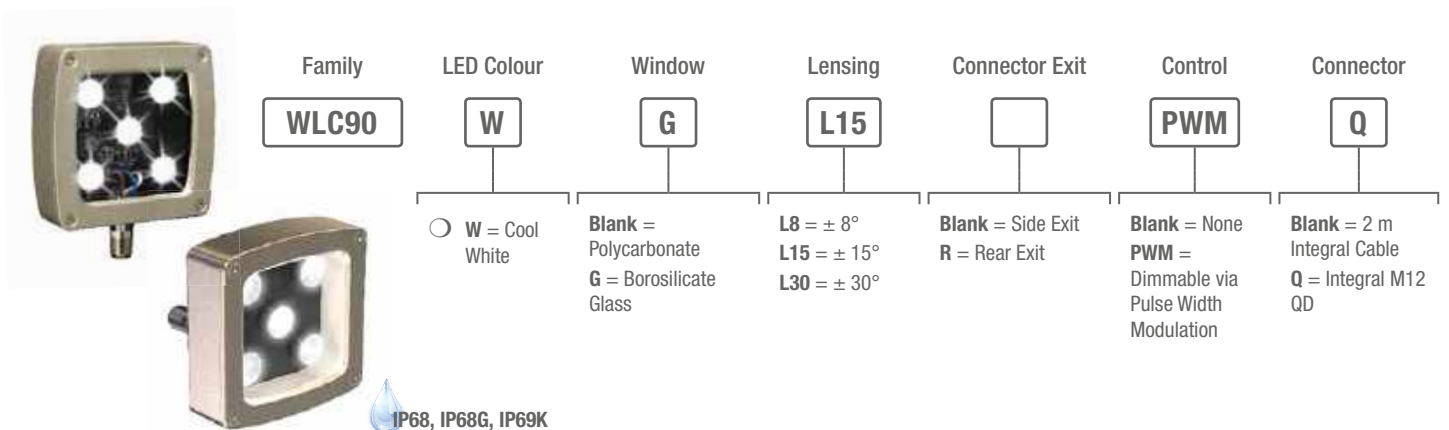 Family LED Colour Window Lensing Connector Exit Control Connector
WLC90 W G L15 PWM Q
W = Cool
White
Blank =
Polycarbonate
G = Borosilicate
Glass
L8 = ± 8°
L15 = ± 15°
L30 = ± 30°
Blank = Side Exit
R = Rear Exit
Blank = None
PWM =
Dimmable via
Pulse Width
Modulation
Blank = 2 m
Integral Cable
Q = Integral M12
QD
IP68, IP68G, IP69K